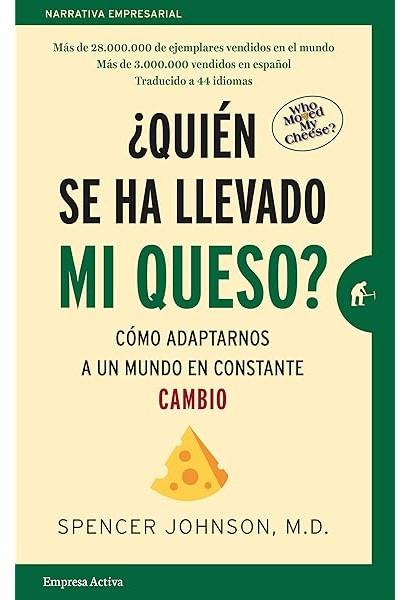 NARRATIVA EMPRESARIAL
Más de 28.000.000 de ejemplares vendidos en el mundo
Más de 3.000.000 vendidos en español
Traducido a 44 idiomas
Who
Moved
My
Cheese?
¿QUIÉN
SE HA LLEVADO
MI QUESO?
CÓMO ADAPTARNOS
A UN MUNDO EN CONSTANTE
CAMBIO
SPENCER JOHNSON, M.D.
Empresa Activa